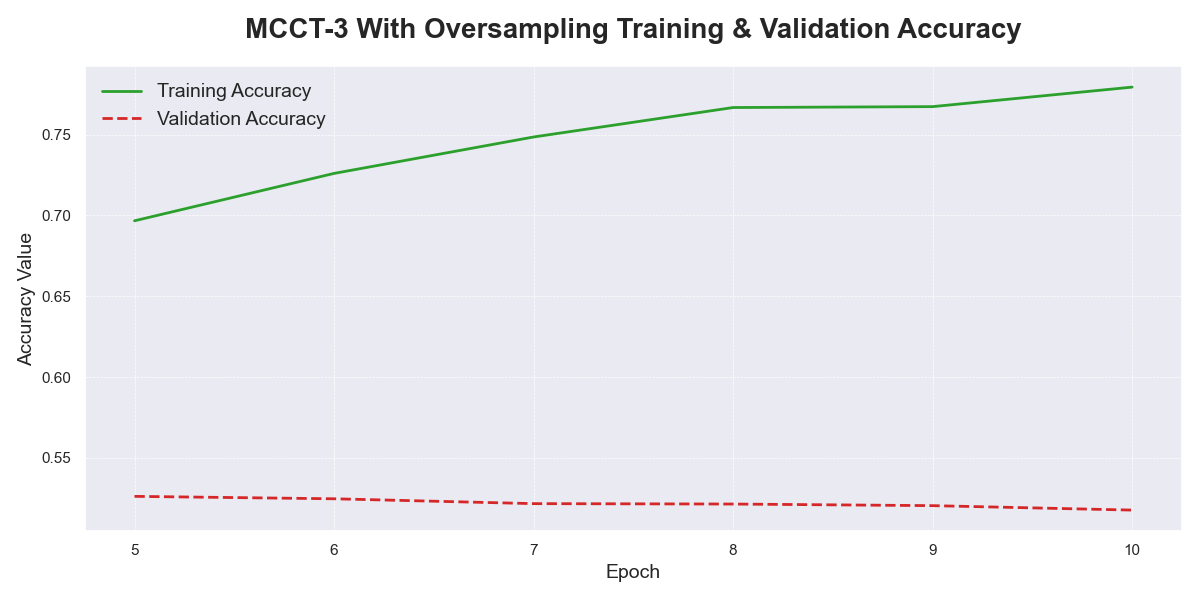 MCCT-3 With Oversampling Training & Validation Accuracy
Training Accuracy
Validation Accuracy
Accuracy Value
0.75
0.70
0.65
0.60
0.55
5 6 7 8 9 10
Epoch